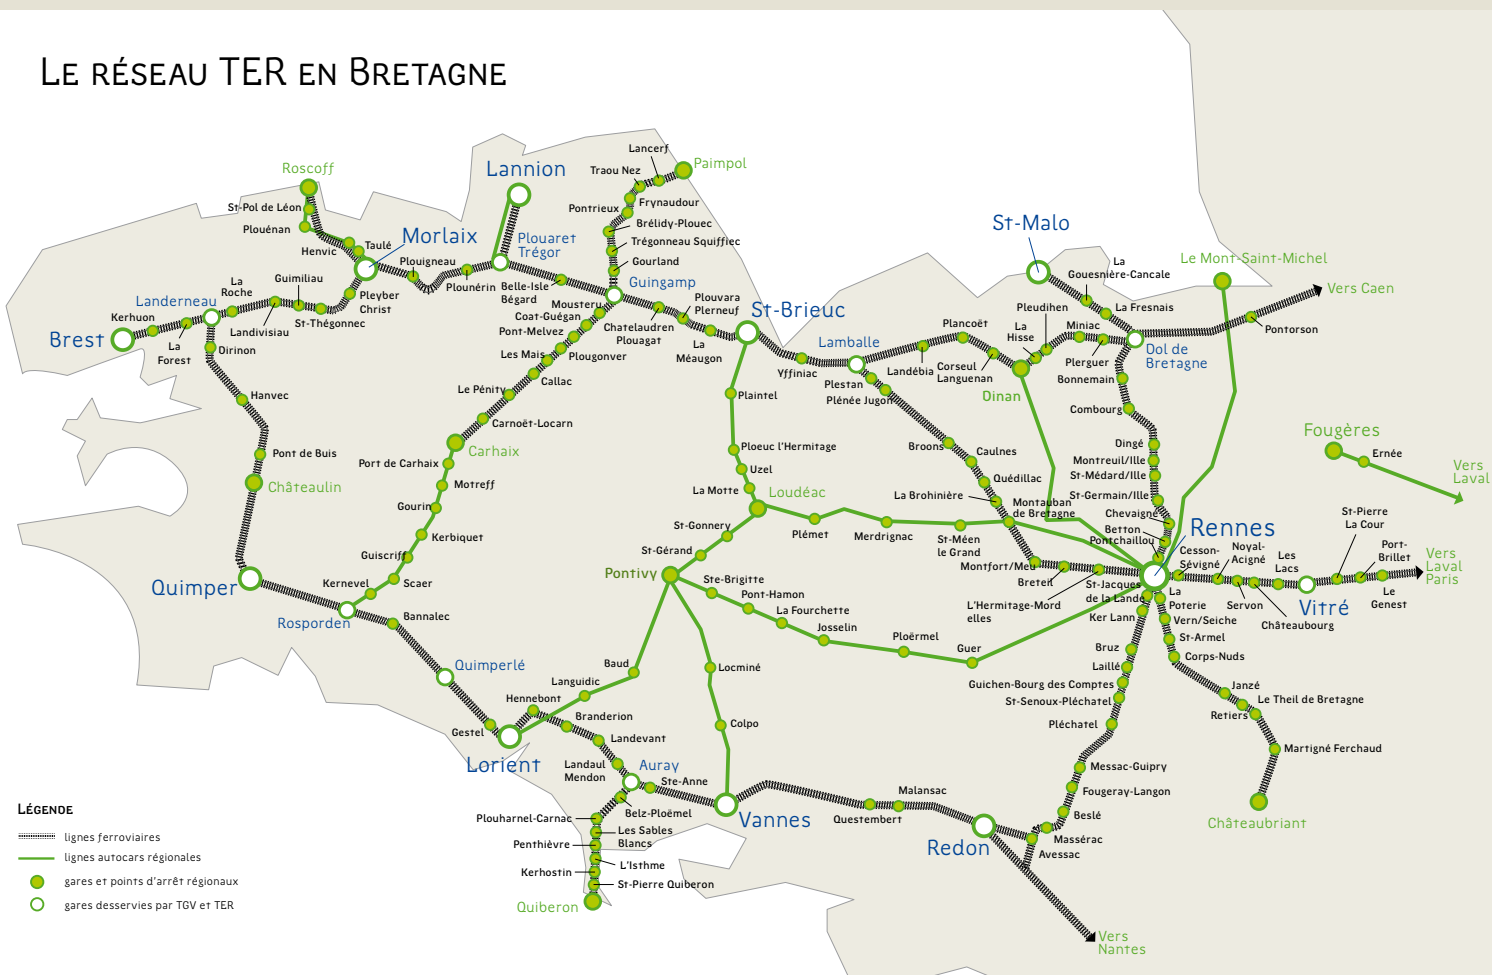 LE RÉSEAU TER EN BRETAGNE
Lancerf
Paimpol
Traou Nez
Roscoff
Lannion
Frynaudour
St-Pol de Léon
Pontrieux
Plouénan
Brélidy-Plouec
St-Malo
Morlaix
Plouaret
Trégor
Trégonneau Squiffiec
Henvic
Taulé
Plouigneau
Gourland
La
Gouesnière-Cancale
Le Mont-Saint-Michel
Guimiliau
La
Roche
Plounérin
Belle-Isle
Bégard
Guingamp
Vers Caen
Landerneau
Pleyber
Christ
Mousteru
Plouvara
Plerneuf
St-Brieuc
Pleudihen
La Fresnais
Kerhuon
St-Thégonnec
Coat-Guégan
Plancoët
La
Hisse
Miniac
Pontorson
Brest
Landivisiau
Pont-Melvez
Chatelaudren
Plouagat
Lamballe
La
Forest
Dirinon
Les Mais
Plougonver
La
Méaugon
Yffiniac
Landébia
Corseul
Languenan
Plerguer
Dol de
Bretagne
Callac
Plestan
Plénée Jugon
Dinan
Bonnemain
Hanvec
Le Pénity
Plaintel
Combourg
Carnoët-Locarn
Fougères
Pont de Buis
Carhaix
Ploeuc l'Hermitage
Broons
Caulnes
Dingé
Ernée
Port de Carhaix
Uzel
Montreuil/Ille
Vers
Laval
Châteaulin
Motreff
La Motte
Loudéac
Quédillac
St-Médard/Ille
La Brohinière
Montauban
de Bretagne
St-Germain/Ille
Gourin
Chevaigné
St-Pierre
La Cour
St-Gonnery
Plémet
Merdrignac
St-Méen
le Grand
Betton
Rennes
Kerbiquet
Pontchaillou
Cesson-
Sévigné
Noyal-
Acigné
Les
Lacs
Port-
Brillet
Guiscriff
St-Gérand
Montfort/Meu
Vers
Laval
Paris
Quimper
Kernevel
Scaer
Pontivy
Ste-Brigitte
Breteil
St-Jacques
de la Lande
Pont-Hamon
L'Hermitage-Mord
elles
La
Poterie
Servon
Vitré
Le
Genest
Rosporden
Bannalec
La Fourchette
Ker Lann
Vern/Seiche
Châteaubourg
Josselin
Ploërmel
St-Armel
Guer
Bruz
Corps-Nuds
Quimperlé
Baud
Locminé
Laillé
Languidic
Guichen-Bourg des Comptes
Janzé
Hennebont
St-Senoux-Pléchatel
Le Theil de Bretagne
Branderion
Colpo
Pléchatel
Retiers
Gestel
Landevant
Martigné Ferchaud
Lorient
Landaul
Mendon
Auray
Messac-Guipry
Ste-Anne
Fougeray-Langon
Malansac
LÉGENDE
Belz-Ploëmel
Vannes
Questembert
Beslé
Châteaubriant
Plouharnel-Carnac
Les Sables
Blancs
Redon
Massérac
lignes ferroviaires
Penthièvre
Avessac
lignes autocars régionales
L'Isthme
Kerhostin
gares et points d'arrêt régionaux
St-Pierre Quiberon
gares desservies par TGV et TER
Quiberon
Vers
Nantes